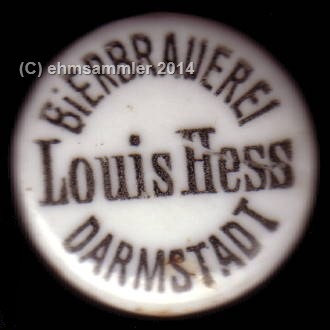 (C) ehmsammler 2014
BiERBRAUEREI
Louis Hess
DARMSTADT